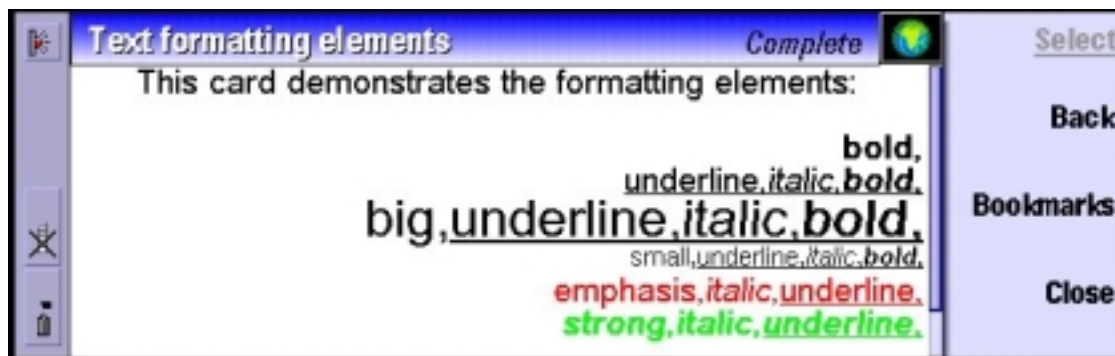 Text formatting elements
Complete
Select
This card demonstrates the formatting elements:
Back
bold,
underline,italic,bold,
big,underline,italic,bold,
Bookmarks
small,underline,italic,bold,
emphasis,italic,underline,
Close
strong,italic,underline,